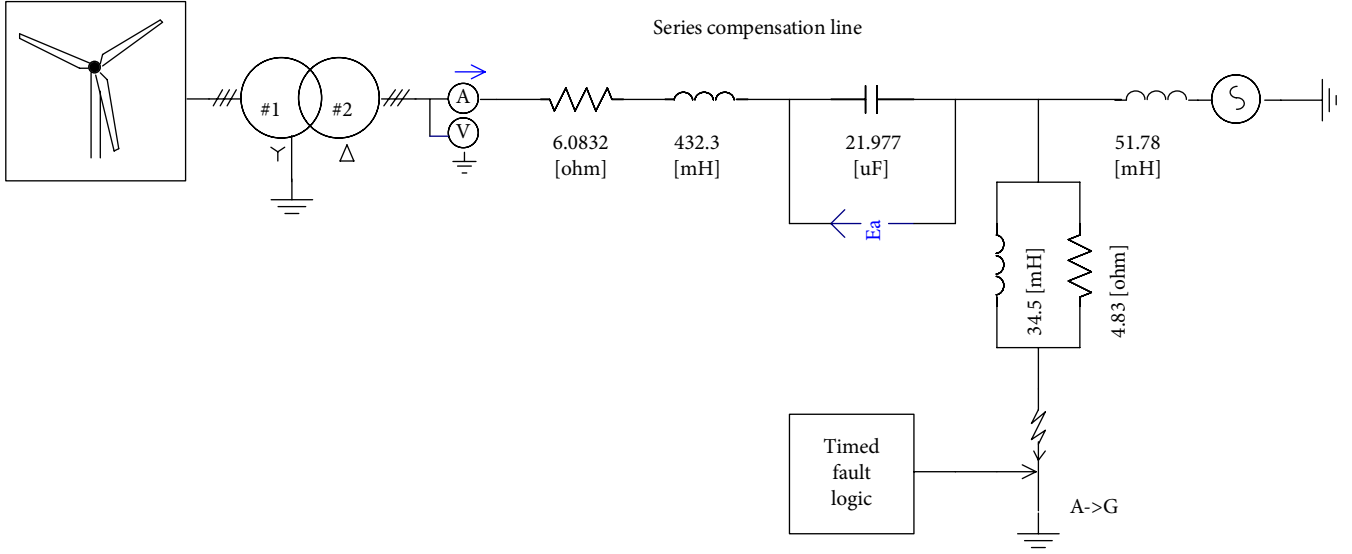 Series compensation line
#1
#2
A
V
6.0832
[ohm]
432.3
[mH]
21.977
[uF]
51.78
[mH]
Ea
34.5 [mH]
4.83 [ohm]
Timed
fault
logic
A->G